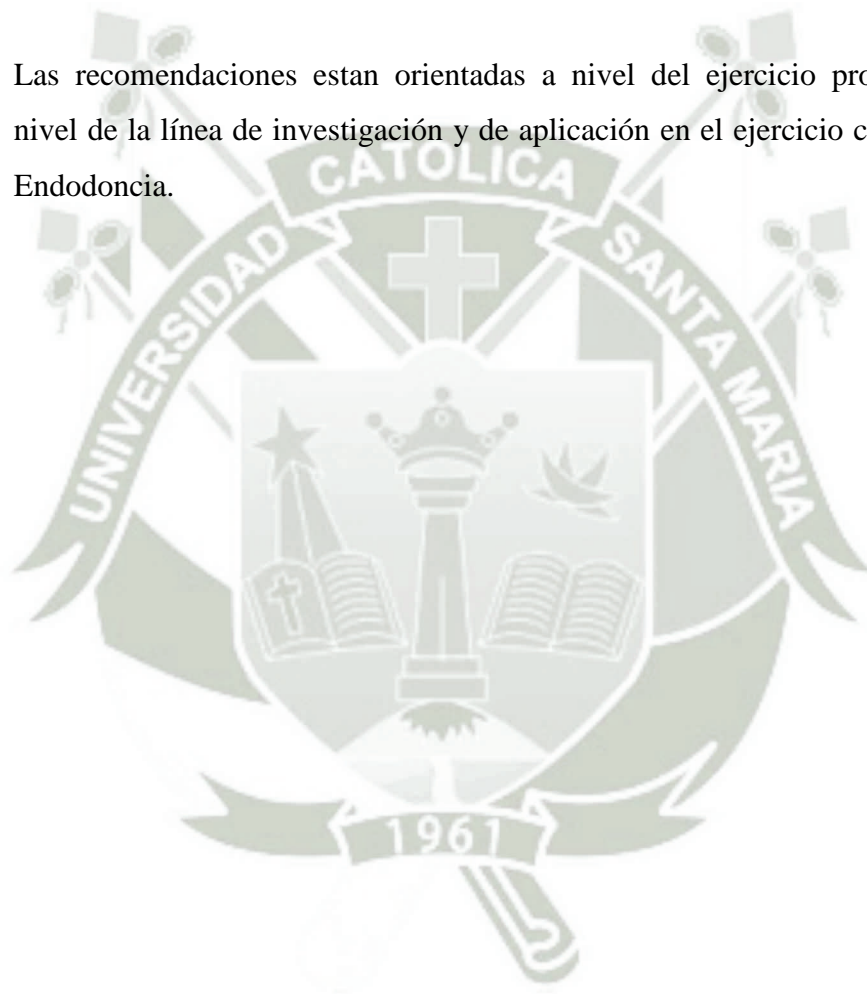 Las recomendaciones estan orientadas a nivel del ejercicio
nivel de la línea de investigación y de aplicación en el ejercicio
Endodoncia.
CATOLICA
UNIVERSIDAD
SANTA MARIA
1961